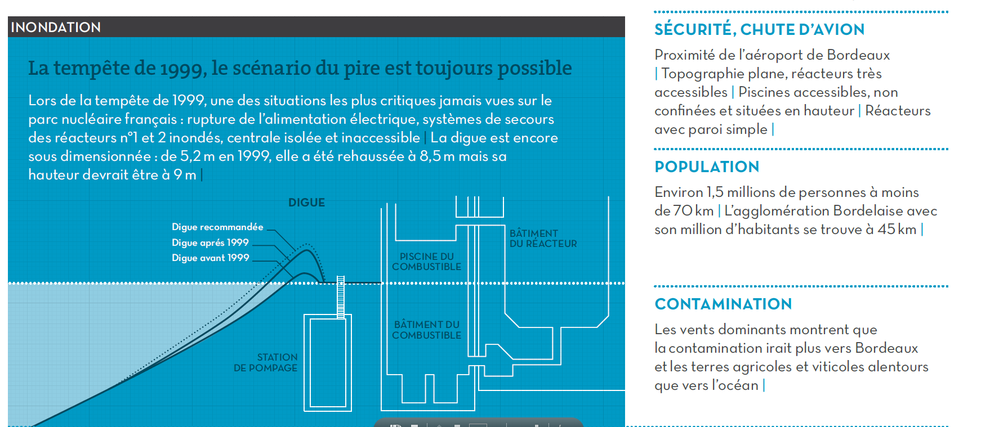 INONDATION
La tempête de 1999, le scénario du pire est toujours possible
Lors de la tempête de 1999, une des situations les plus critiques jamais vues sur le
parc nucléaire français : rupture de l'alimentation électrique, systèmes de secours
des réacteurs n°1 et 2 inondés, centrale isolée et inaccessible | La digue est encore
sous dimensionnée : de 5,2 m en 1999, elle a été rehaussée à 8,5 m mais sa
hauteur devrait être à 9 m |
DIGUE
Digue recommandée
Digue aprés 1999
Digue avant 1999
BÂTIMENT
DU RÉACTEUR
PISCINE DU
COMBUSTIBLE
BÂTIMENT DU
COMBUSTIBLE
STATION
DE POMPAGE
SÉCURITÉ, CHUTE D'AVION
Proximité de l'aéroport de Bordeaux
| Topographie plane, réacteurs très
accessibles | Piscines accessibles, non
confinées et situées en hauteur | Réacteurs
avec paroi simple |
POPULATION
Environ 1,5 millions de personnes à moins
de 70 km | L'agglomération Bordelaise avec
son million d'habitants se trouve à 45 km |
CONTAMINATION
Les vents dominants montrent que
la contamination irait plus vers Bordeaux
et les terres agricoles et viticoles alentours
que vers l'océan |